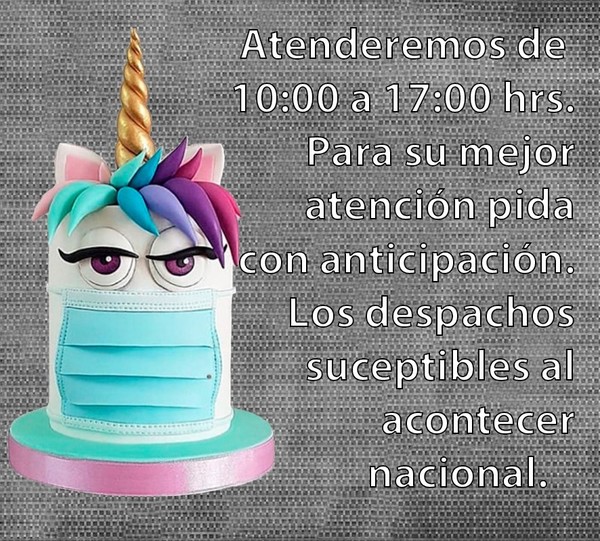 Atenderemos de
10:00 a 17:00 hrs.
Para su mejor
atención pida
con anticipación.
Los despachos
suceptibles al
acontecer
nacional.